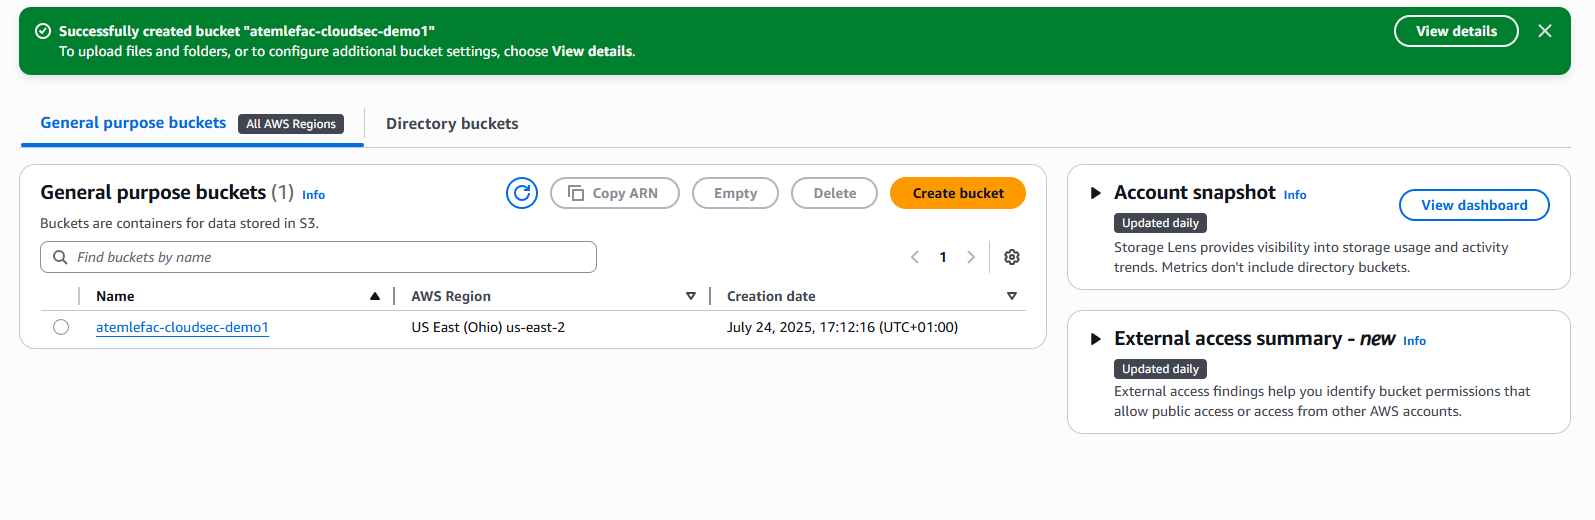 Successfully created bucket "atemlefac-cloudsec-demo1"
To upload files and folders, or to configure additional bucket settings, choose View details.
View details
General purpose buckets All AWS Regions
Directory buckets
General purpose buckets (1) Info
Copy ARN
Empty
Delete
Create bucket
Buckets are containers for data stored in S3.
Find buckets by name
1
Name AWS Region Creation date
atemlefac-cloudsec-demo1 US East (Ohio) us-east-2 July 24, 2025, 17:12:16 (UTC+01:00)
Account snapshot Info
View dashboard
Updated daily
Storage Lens provides visibility into storage usage and activity
trends. Metrics don't include directory buckets.
External access summary - new Info
Updated daily
External access findings help you identify bucket permissions that
allow public access or access from other AWS accounts.